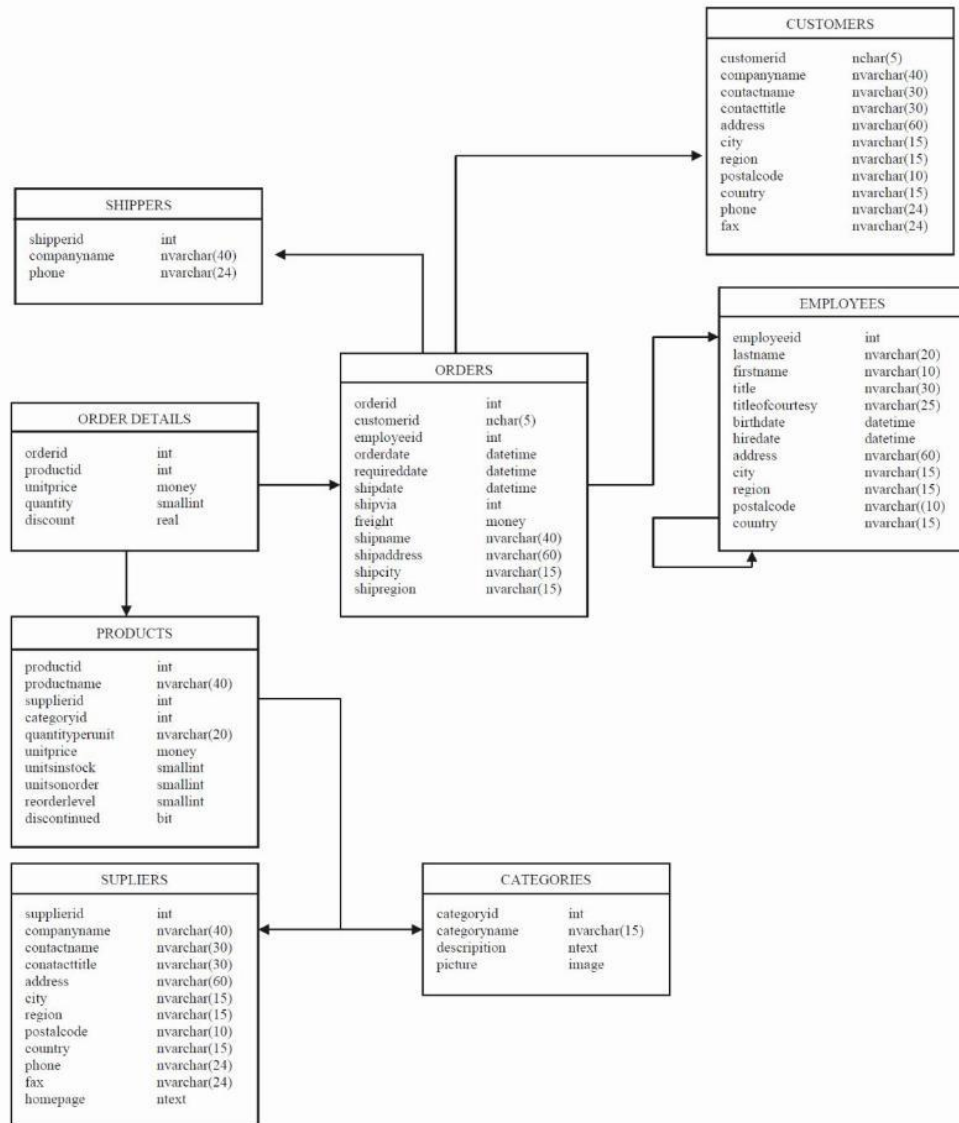 CUSTOMERS
customerid nchar(5)
companyname nvarchar(40)
contactname nvarchar(30)
contacttitle nvarchar(30)
address nvarchar(60)
city nvarchar(15)
region nvarchar(15)
postalcode nvarchar(10)
country nvarchar(15)
phone nvarchar(24)
fax nvarchar(24)
SHIPPERS
shipperid int
companyname nvarchar(40)
phone nvarchar(24)
EMPLOYEES
employeeid int
lastname nvarchar(20)
firstname nvarchar(10)
title nvarchar(30)
titleofcourtesy nvarchar(25)
birthdate datetime
hiredate datetime
address nvarchar(60)
city nvarchar(15)
region nvarchar(15)
postalcode nvarchar((10)
country nvarchar(15)
ORDERS
orderid int
customerid nchar(5)
employeeid int
orderdate datetime
requireddate datetime
shipdate datetime
shipvia int
freight money
shipname nvarchar(40)
shipaddress nvarchar(60)
shipcity nvarchar(15)
shipregion nvarchar(15)
ORDER DETAILS
orderid int
productid int
unitprice money
quantity smallint
discount real
PRODUCTS
productid int
productname nvarchar(40)
supplierid int
categoryid int
quantityperunit nvarchar(20)
unitprice money
unitsinstock smallint
unitsonorder smallint
reorderlevel smallint
discontinued bit
SUPLIERS
supplierid int
companyname nvarchar(40)
contactname nvarchar(30)
conatacttitle nvarchar(30)
address nvarchar(60)
city nvarchar(15)
region nvarchar(15)
postalcode nvarchar(10)
country nvarchar(15)
phone nvarchar(24)
fax nvarchar(24)
homepage ntext
CATEGORIES
categoryid int
categoryname nvarchar(15)
descripition ntext
picture image